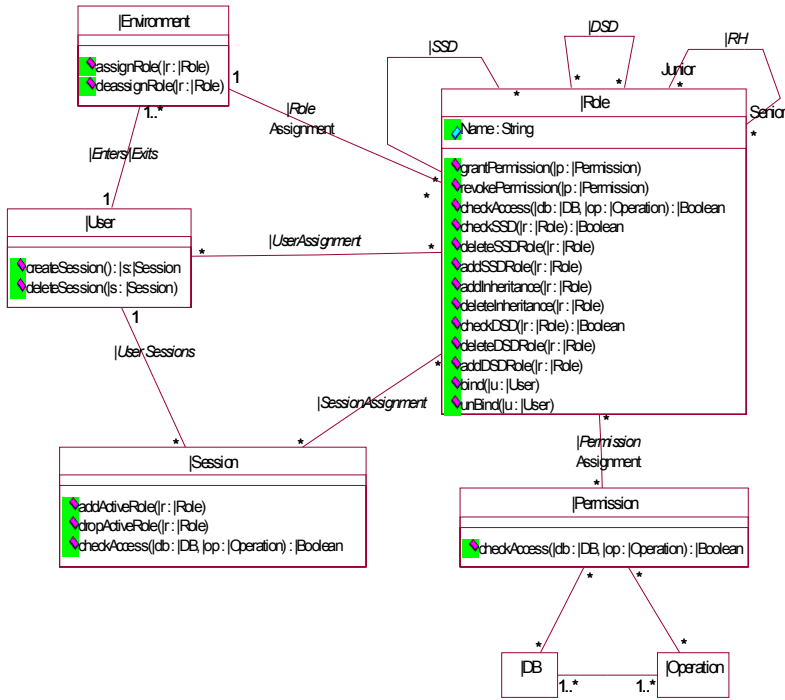 |Environment
assignRole(|r : |Role)
deassignRole(|r : |Role)
1
1..*
|Role
Assignment
*
*
|Enters/|Exits
1
|SSD
*
|DSD
*
*
|RH
Junior
*
Senior
*
|Role
Name : String
grantPermission(|p : |Permission)
revokePermission(|p : |Permission)
checkAccess(|db : |DB, |op : |Operation) : |Boolean
checkSSD(|r : |Role) : |Boolean
deleteSSDRole(|r : |Role)
addSSDRole(|r : |Role)
addInheritance(|r : |Role)
deleteInheritance(|r : |Role)
checkDSD(|r : |Role) : |Boolean
deleteDSDRole(|r : |Role)
addDSDRole(|r : |Role)
bind(|u : |User)
unBind(|u : |User)
|User
createSession() : |s:|Session
deleteSession(|s : |Session)
*
|UserAssignment
*
1
|User Sessions
*
*
|SessionAssignment
*
|Session
addActiveRole(|r : |Role)
dropActiveRole(|r : |Role)
checkAccess(|db : |DB, |op : |Operation) : |Boolean
*
|Permission
Assignment
*
|Permission
checkAccess(|db : |DB, |op : |Operation) : |Boolean
*
*
*
*
|DB
|Operation
1..*
1..*